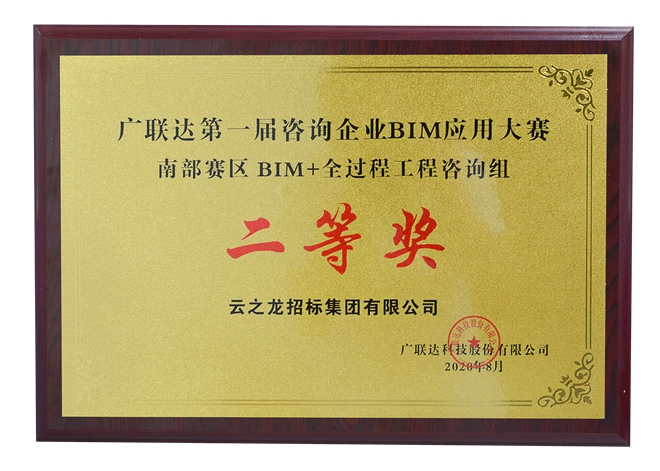 广联达第一届咨询企业BIM应用大赛
南部赛区 BIM+全过程工程咨询组
二等奖
云之龙招标集团有限公司
广联达科技股份有限公司
2020年8月